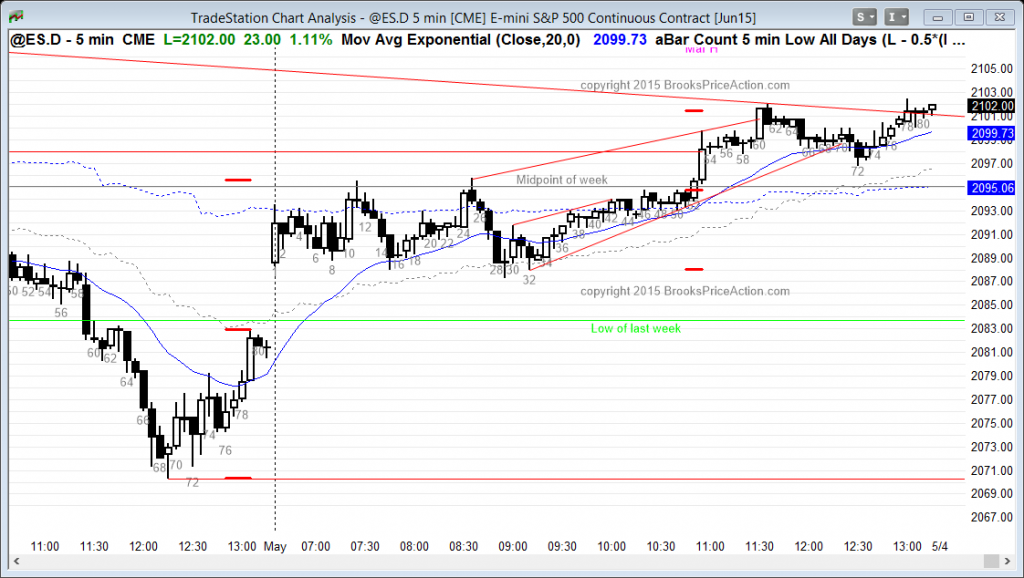 TradeStation Chart Analysis - @ES.D 5 min [CME] E-mini S&P 500 Continuous Contract [Jun15]
S I
@ES.D - 5 min CME L=2102.00 23.00 1.11% Mov Avg Exponential (Close,20,0) 2099.73 aBar Count 5 min Low All Days (L - 0.5*(l ...
2105.00
copyright 2015 BrooksPriceAction.com
2103.00
2102.00
2101.00
2099.73
2097.00
Midpoint of week
2095.06
2093.00
2091.00
2089.00
2087.00
copyright 2015 BrooksPriceAction.com
2085.00
Low of last week
2083.00
2081.00
2079.00
2077.00
2075.00
2073.00
2071.00
2069.00
2067.00
50 52 54 56 58 60 62 64 66 68 70 72 74 76 78 80
2 4 6 8 10 12 14 16 18 20 22 24 26 28 30 32 34 36 38 40 44 46 48 50 54 56 58 60 62 64 72 74 76 78 80
11:00 11:30 12:00 12:30 13:00 May 07:00 07:30 08:00 08:30 09:00 09:30 10:00 10:30 11:00 11:30 12:00 12:30 13:00 5/4